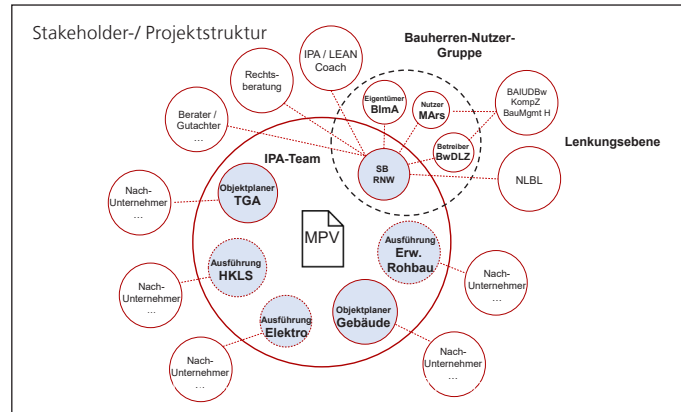 Stakeholder-/ Projektstruktur
Bauherren-Nutzer-
Gruppe
IPA / LEAN
Coach
Rechts-
beratung
Berater /
Gutachter
...
Eigentümer
BImA
Nutzer
MArs
BAIUDBw
KompZ
BauMgmt H
Betreiber
BwDLZ
Lenkungsebene
IPA-Team
SB
RNW
NLBL
Objektplaner
TGA
Nach-
Unternehmer
...
MPV
Ausführung
Erw.
Rohbau
Ausführung
HKLS
Nach-
Unternehmer
...
Nach-
Unternehmer
...
Ausführung
Elektro
Objektplaner
Gebäude
Nach-
Unternehmer
...
Nach-
Unternehmer
...